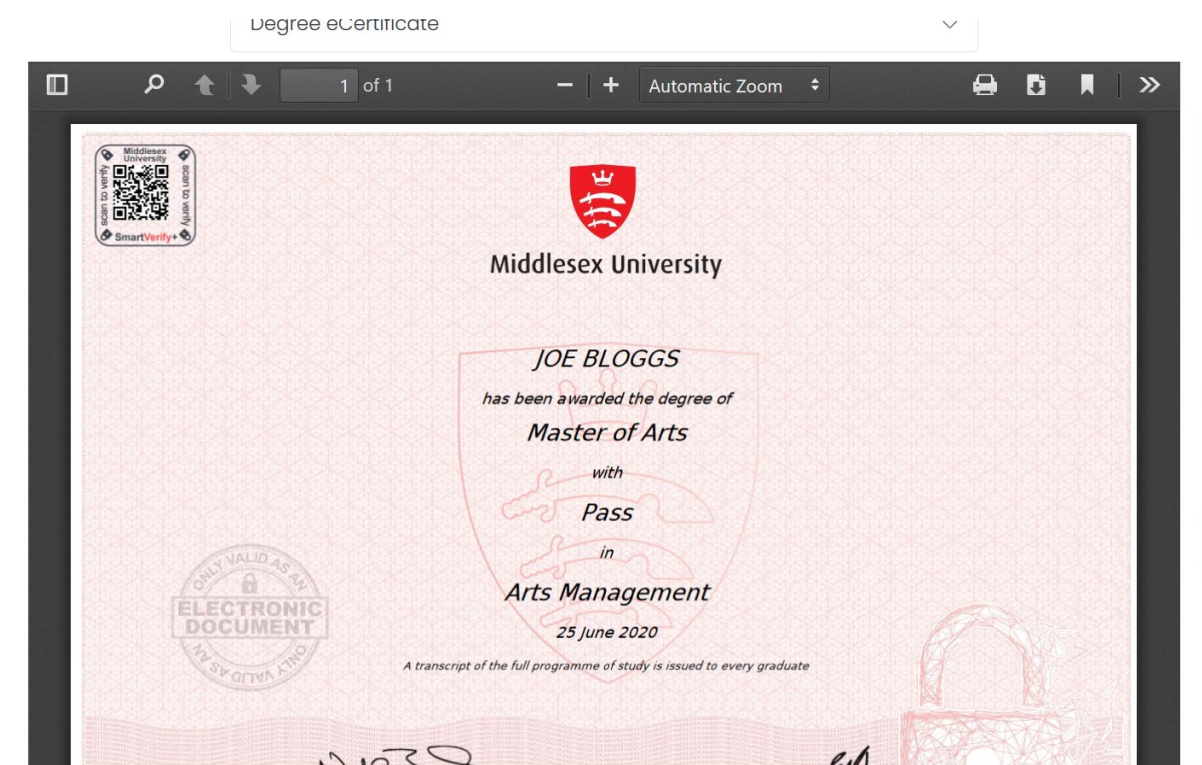 Degree eCertificate
1 of 1
Automatic Zoom
Middlesex
University
scan to verify
scan to verify
SmartVerify+
Middlesex University
JOE BLOGGS
has been awarded the degree of
Master of Arts
with
Pass
in
Arts Management
25 June 2020
A transcript of the full programme of study is issued to every graduate
ONLY VALID AS AN
ELECTRONIC
DOCUMENT
ONLY VALID AS AN